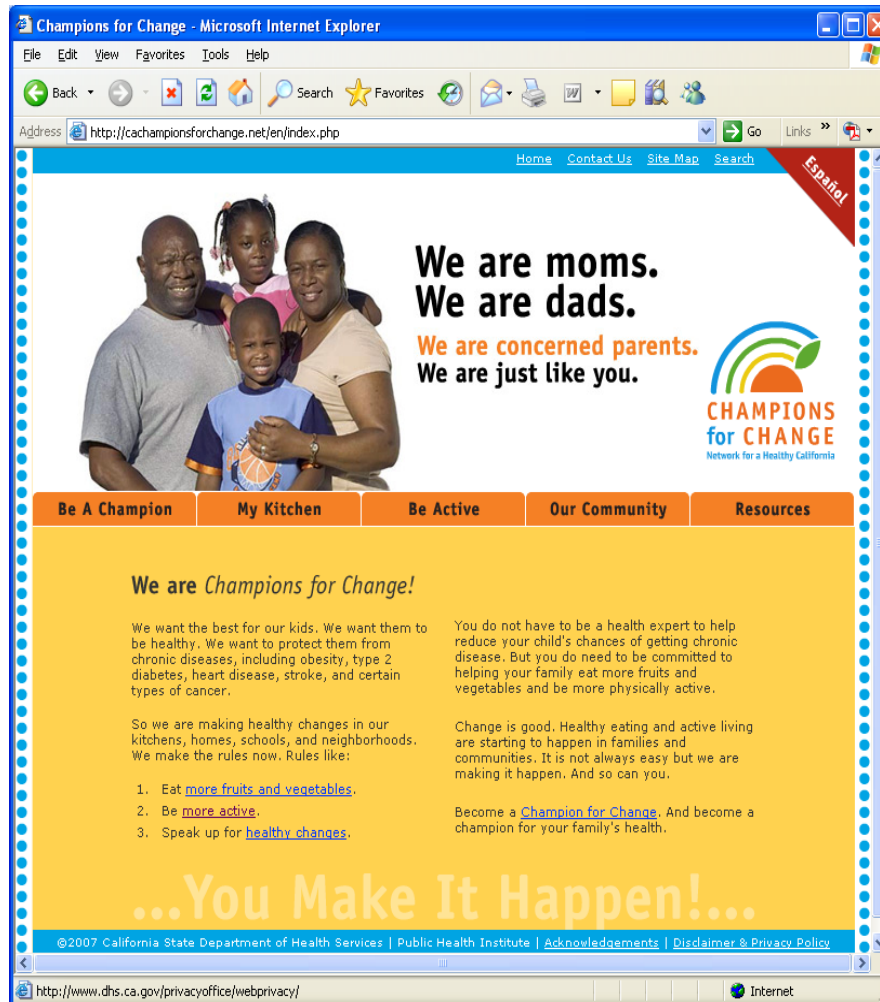 Champions for Change - Microsoft Internet Explorer
File Edit View Favorites Tools Help
Back Search Favorites
Address http://cachampionsforchange.net/en/index.php Go Links »
Home Contact Us Site Map Search
Español
We are moms.
We are dads.
We are concerned parents.
We are just like you.
CHAMPIONS
for CHANGE
Network for a Healthy California
Be A Champion My Kitchen Be Active Our Community Resources
We are Champions for Change!
We want the best for our kids. We want them to
be healthy. We want to protect them from
chronic diseases, including obesity, type 2
diabetes, heart disease, stroke, and certain
types of cancer.
So we are making healthy changes in our
kitchens, homes, schools, and neighborhoods.
We make the rules now. Rules like:
1. Eat more fruits and vegetables.
2. Be more active.
3. Speak up for healthy changes.
You do not have to be a health expert to help
reduce your child's chances of getting chronic
disease. But you do need to be committed to
helping your family eat more fruits and
vegetables and be more physically active.
Change is good. Healthy eating and active living
are starting to happen in families and
communities. It is not always easy but we are
making it happen. And so can you.
Become a Champion for Change. And become a
champion for your family's health.
...You Make It Happen!...
©2007 California State Department of Health Services | Public Health Institute | Acknowledgements | Disclaimer & Privacy Policy
http://www.dhs.ca.gov/privacyoffice/webprivacy/ Internet